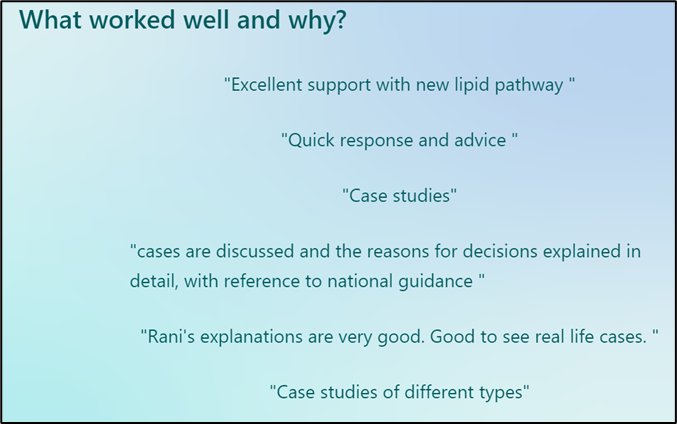 What worked well and why?
"Excellent support with new lipid pathway "
"Quick response and advice "
"Case studies"
"cases are discussed and the reasons for decisions explained in
detail, with reference to national guidance "
"Rani's explanations are very good. Good to see real life cases. "
"Case studies of different types"